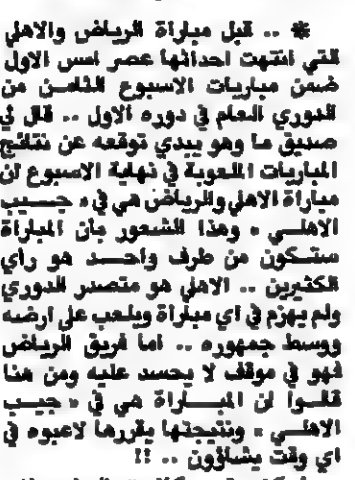 * .. قبل مباراة الرياض والاهلي
التي انتهت احداثها عصر امس الاول
ضمن مباريات الاسبوع الثامن من
الدوري العام في دوره الاول .. قال لي
صديق ما وهو يبدي توقعه عن نتائج
المباريات الملعوبة في نهاية الاسبوع ان
مباراة الاهلي والرياض هي في « جيب
الاهلي » وهذا الشعور بأن المباراة
ستكون من طرف واحد هو راي
الكثيرين .. الاهلي هو متصدر الدوري
ولم يهزم في اي مباراة ويلعب على ارضه
ووسط جمهوره .. اما فريق الرياض
فهو في موقف لا يحسد عليه ومن هنا
قلنا ان المباراة هي في « جيب
الاهلي » ونتيجتها يقررها لاعبوه في
اي وقت يشاؤون .. !!